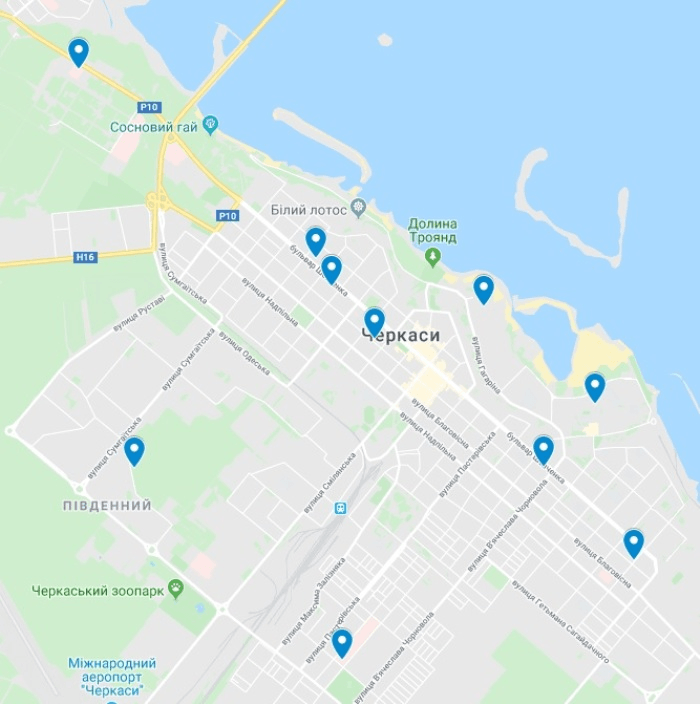 P10
Сосновий гай
Білий лотос
P10
Долина
Троянд
H16
бульвар Шевченка
вулиця Сумгаїтська
вулиця Надпільна
вулиця Руставі
Черкаси
вулиця Одеська
вулиця Гагаріна
вулиця Сумгаїтська
вулиця Благовісна
вулиця Надпільна
вулиця Сумгаїтська
вулиця Пастерівська
бульвар Шевченка
вулиця Смілянська
ПІВДЕННИЙ
вулиця В'ячеслава Чорновола
вулиця Благовісна
Черкаський зоопарк
вулиця Максима Залізняка
вулиця Пастерівська
вулиця Гетьмана Сагайдачного
вулиця В'ячеслава Чорновола
Міжнародний
аеропорт
"Черкаси"